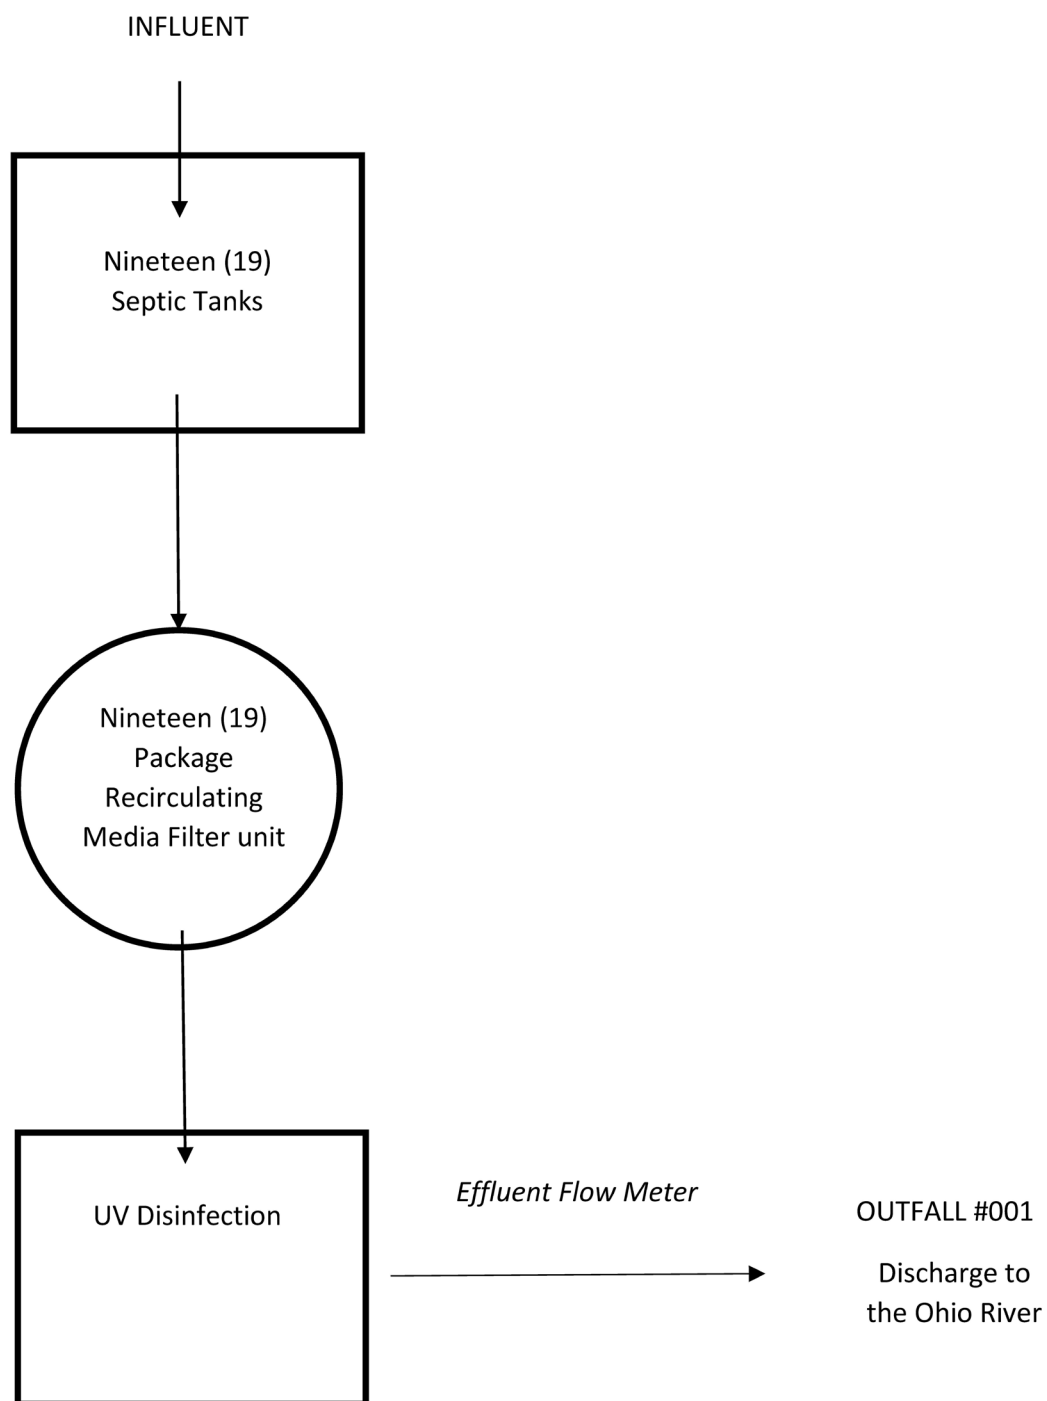 INFLUENT
Nineteen (19)
Septic Tanks
Nineteen (19)
Package
Recirculating
Media Filter unit
UV Disinfection
Effluent Flow Meter
OUTFALL #001
Discharge to
the Ohio River